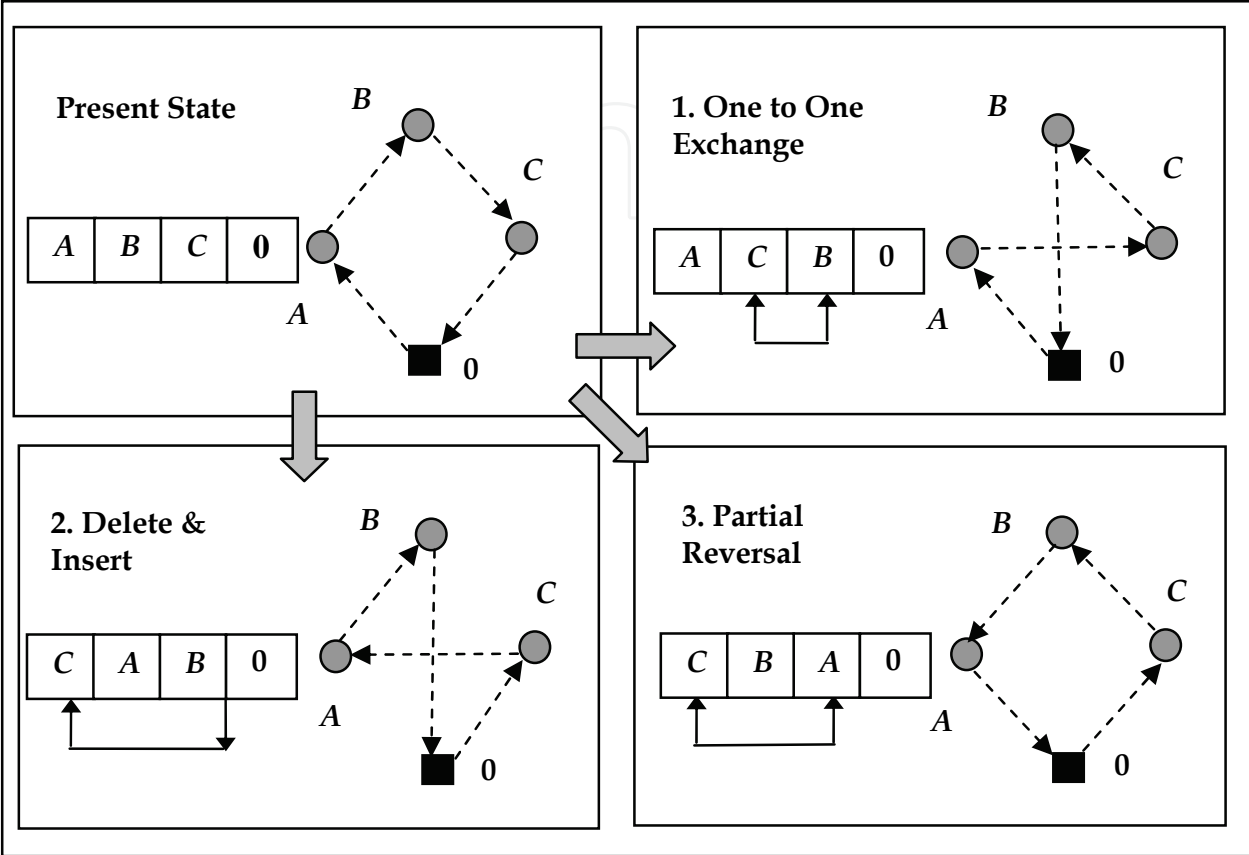 Present State
B
C
A B C 0
A
0
1. One to One
Exchange
B
C
A C B 0
A
0
2. Delete &
Insert
B
C
C A B 0
A
0
3. Partial
Reversal
B
C
C B A 0
A
0